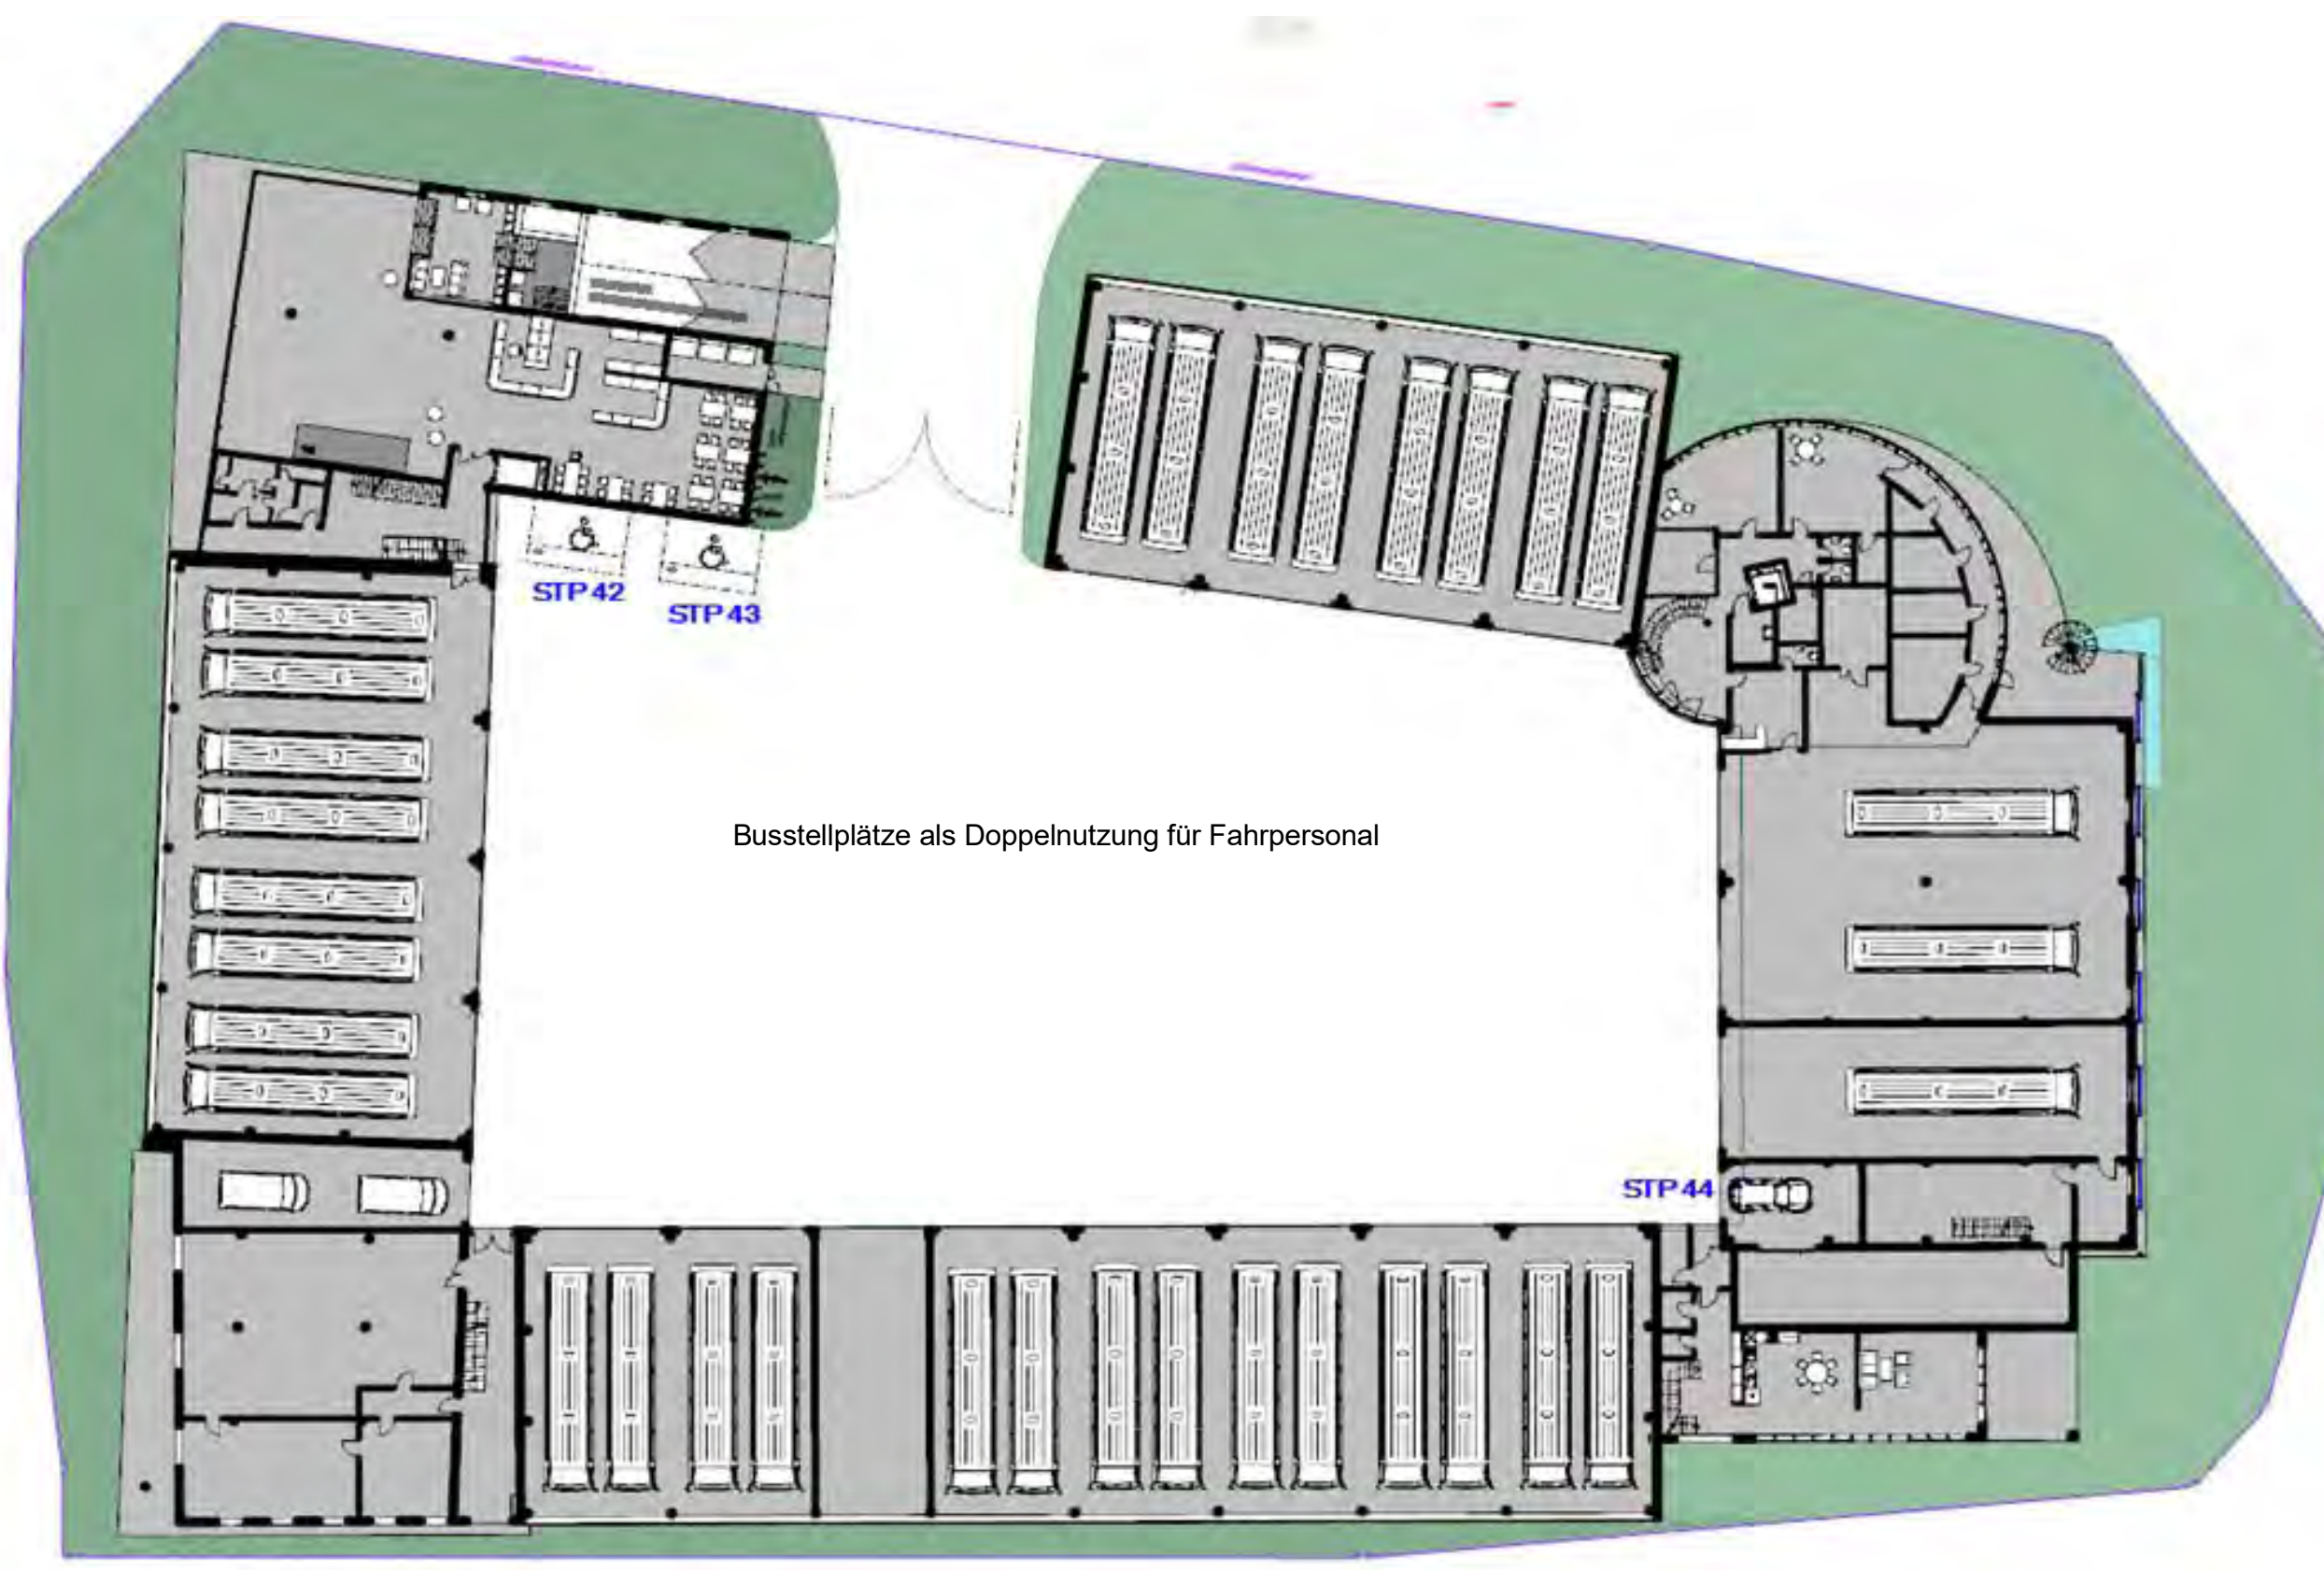 STP 42
STP 43
Busstellplätze als Doppelnutzung für Fahrpersonal
STP 44